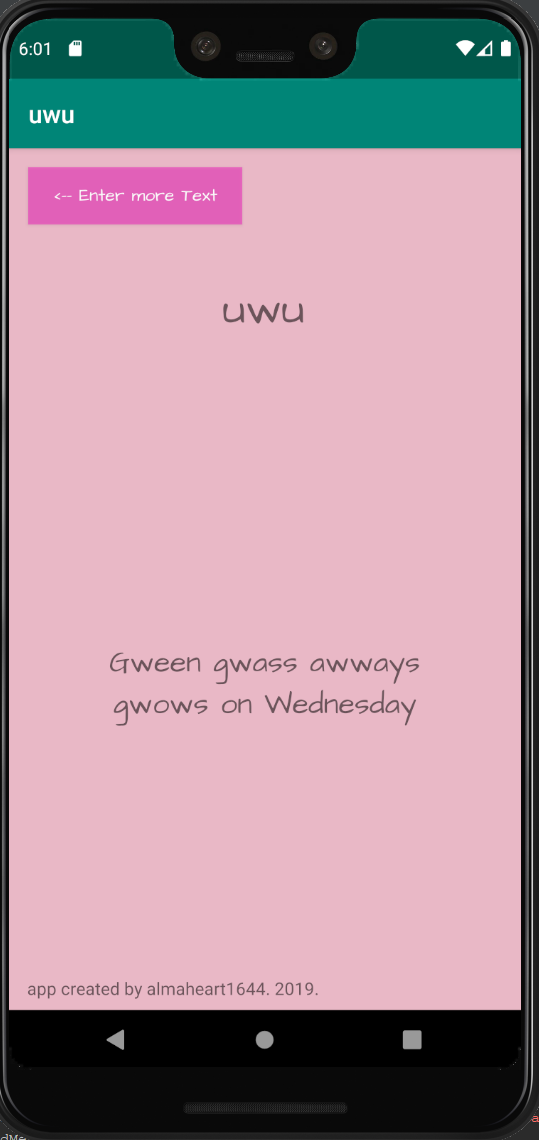 6:01
uwu
<-- Enter more Text
uwu
Gween gwass awways
gwows on Wednesday
app created by almaheart1644. 2019.